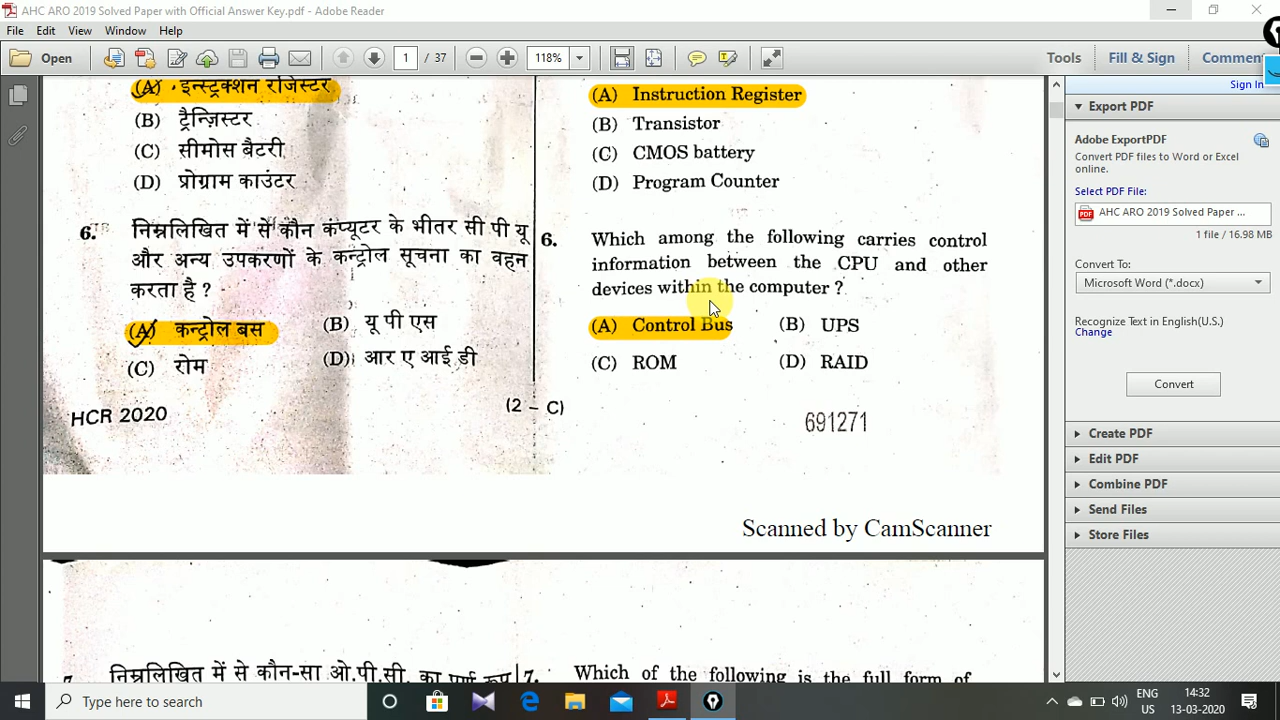 AHC ARO 2019 Solved Paper with Official Answer Key.pdf - Adobe Reader
File Edit View Window Help
Open 1 / 37 118% Tools Fill & Sign Comment
(A) इन्स्ट्रक्शन रजिस्टर
(B) ट्रैन्ज़िस्टर
(C) सीमोस बैटरी
(D) प्रोग्राम काउंटर
6. निम्नलिखित में से कौन कंप्यूटर के भीतर सी पी यू
और अन्य उपकरणों के कन्ट्रोल सूचना का वहन
करता है ?
(A) कन्ट्रोल बस (B) यू पी एस
(C) रोम (D) आर ए आई डी
HCR 2020
(2 – C)
(A) Instruction Register
(B) Transistor
(C) CMOS battery
(D) Program Counter
6. Which among the following carries control
information between the CPU and other
devices within the computer ?
(A) Control Bus (B) UPS
(C) ROM (D) RAID
691271
Scanned by CamScanner
निम्नलिखित में से कौन-सा ओ.पी.सी. का पूर्ण रूप
7. Which of the following is the full form of
Sign In
Export PDF
Adobe ExportPDF
Convert PDF files to Word or Excel
online.
Select PDF File:
AHC ARO 2019 Solved Paper ...
1 file / 16.98 MB
Convert To:
Microsoft Word (*.docx)
Recognize Text in English(U.S.)
Change
Convert
Create PDF
Edit PDF
Combine PDF
Send Files
Store Files
Type here to search
ENG
US
14:32
13-03-2020